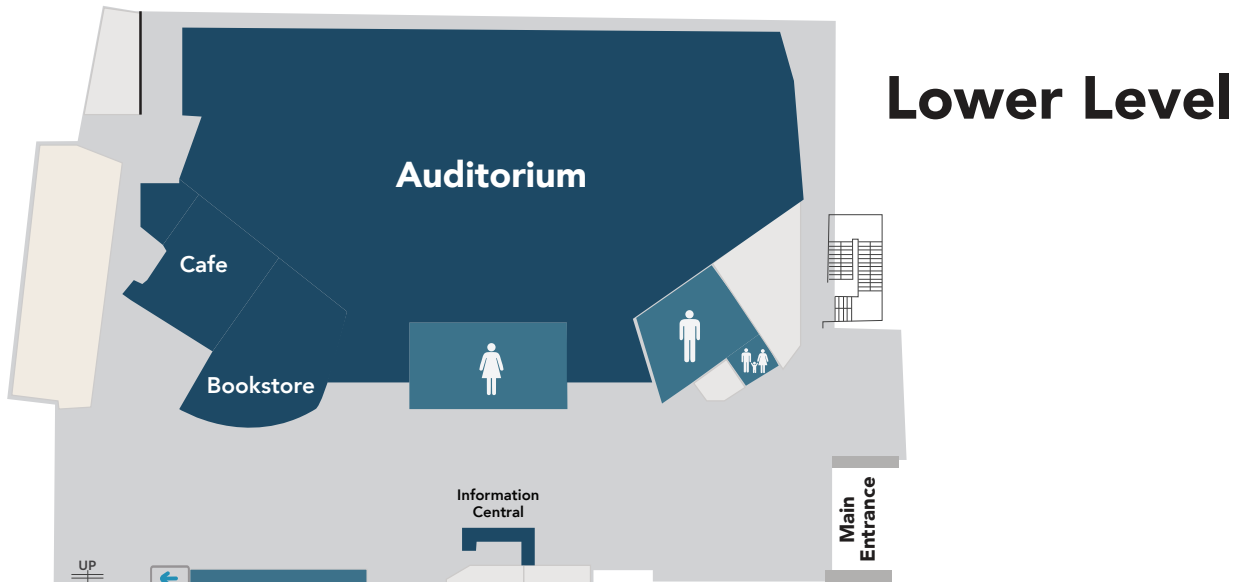 Lower Level
Auditorium
Cafe
Bookstore
Information
Central
Main
Entrance
UP